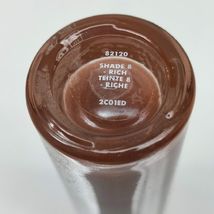 82120
SHADE 8
- RICH
TEINTE 8
- RICHE
2C01ED